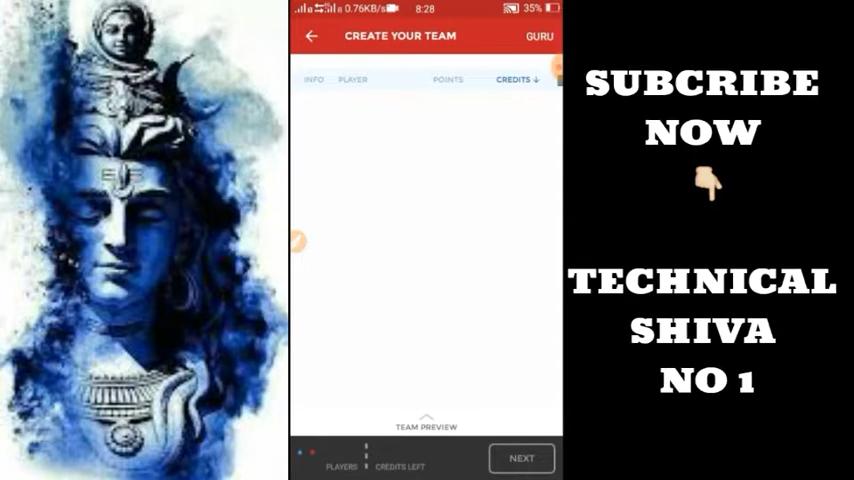 0.76KB/s 8:28 35%
CREATE YOUR TEAM GURU
INFO PLAYER POINTS CREDITS ↓
TEAM PREVIEW
PLAYERS CREDITS LEFT NEXT
SUBCRIBE
NOW
👇🏻
TECHNICAL
SHIVA
NO 1